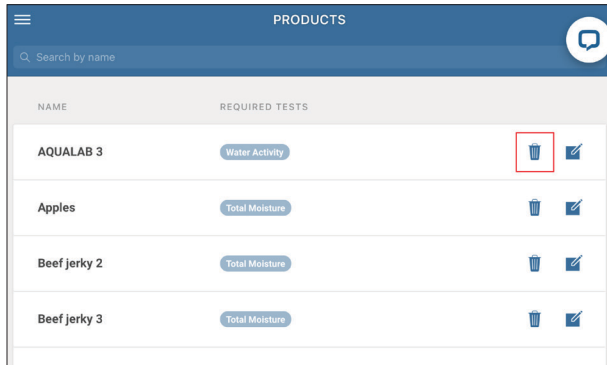 PRODUCTS
Search by name
NAME REQUIRED TESTS
AQUALAB 3 Water Activity
Apples Total Moisture
Beef jerky 2 Total Moisture
Beef jerky 3 Total Moisture